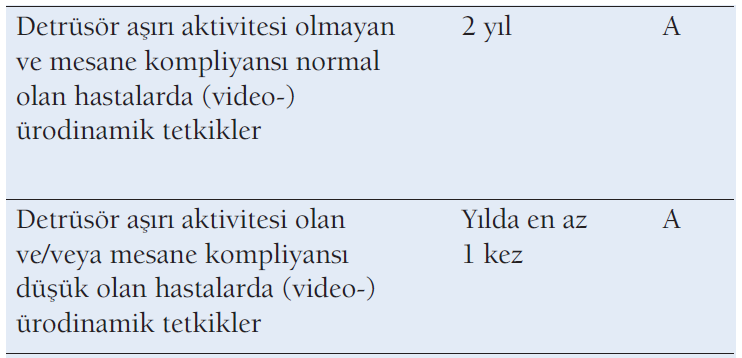 Detrüsör aşırı aktivitesi olmayan 2 yıl A
ve mesane kompliyansı normal
olan hastalarda (video-)
ürodinamik tetkikler
Detrüsör aşırı aktivitesi olan Yılda en az A
ve/veya mesane kompliyansı 1 kez
düşük olan hastalarda (video-)
ürodinamik tetkikler